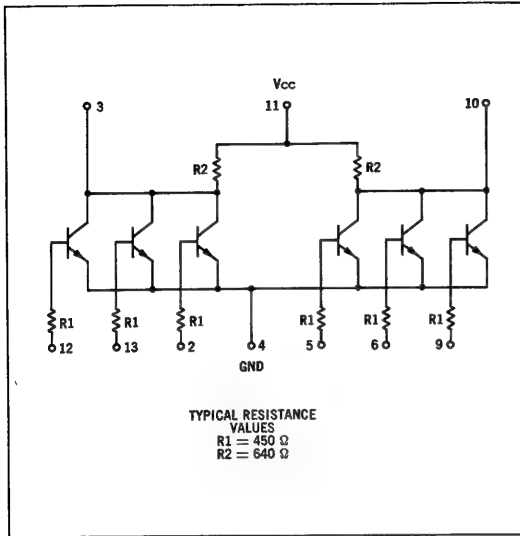 Vcc
3
11
10
R2
R2
R1
R1
R1
R1
R1
R1
12
13
2
4
5
6
9
GND
TYPICAL RESISTANCE
VALUES
R1 = 450 Ω
R2 = 640 Ω